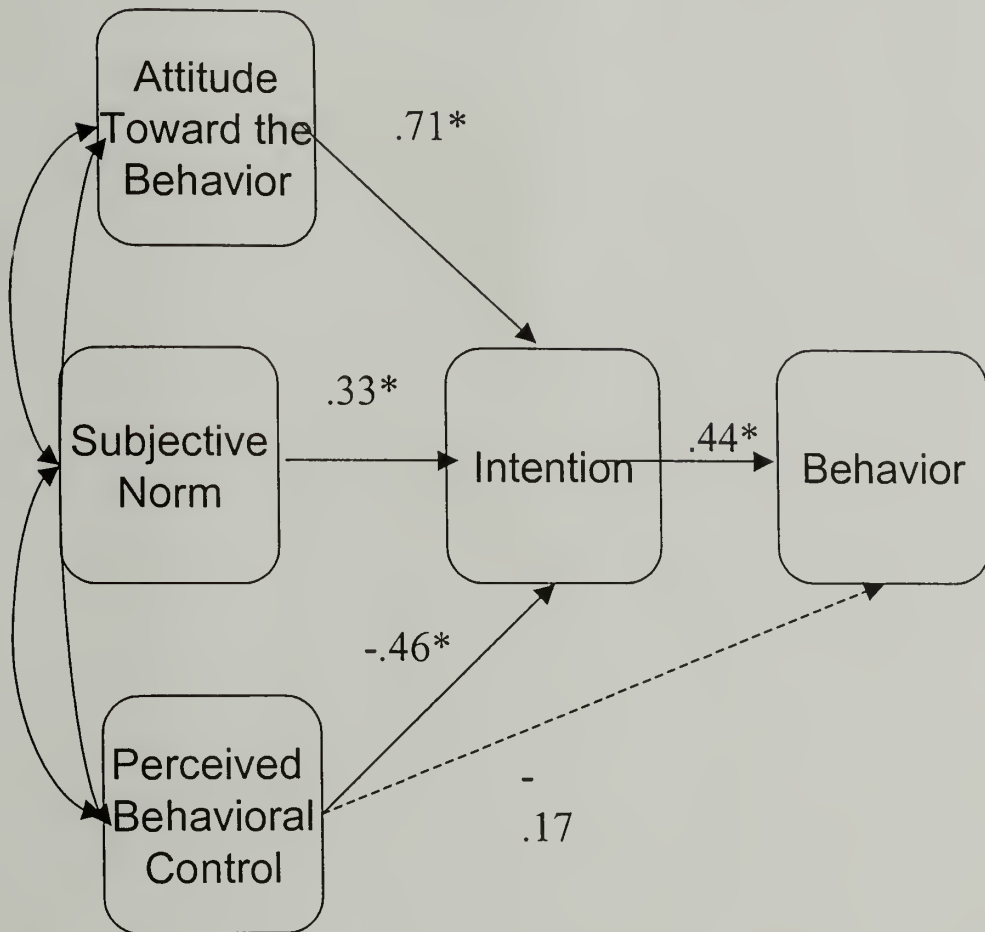 Attitude
Toward the
Behavior
.71*
Subjective
Norm
.33*
Intention
.44*
Behavior
-.46*
Perceived
Behavioral
Control
-
.17